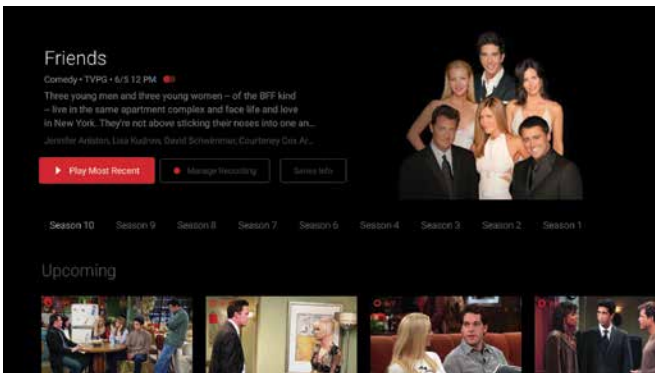 Friends
Comedy • TVPG • 6/5 12 PM
Three young men and three young women – of the BFF kind
– live in the same apartment complex and face life and love
in New York. They're not above sticking their noses into one an...
Jennifer Aniston, Lisa Kudrow, David Schwimmer, Courteney Cox Ar...
Play Most Recent Manage Recording Series Info
Season 10 Season 9 Season 8 Season 7 Season 6 Season 4 Season 3 Season 2 Season 1
Upcoming